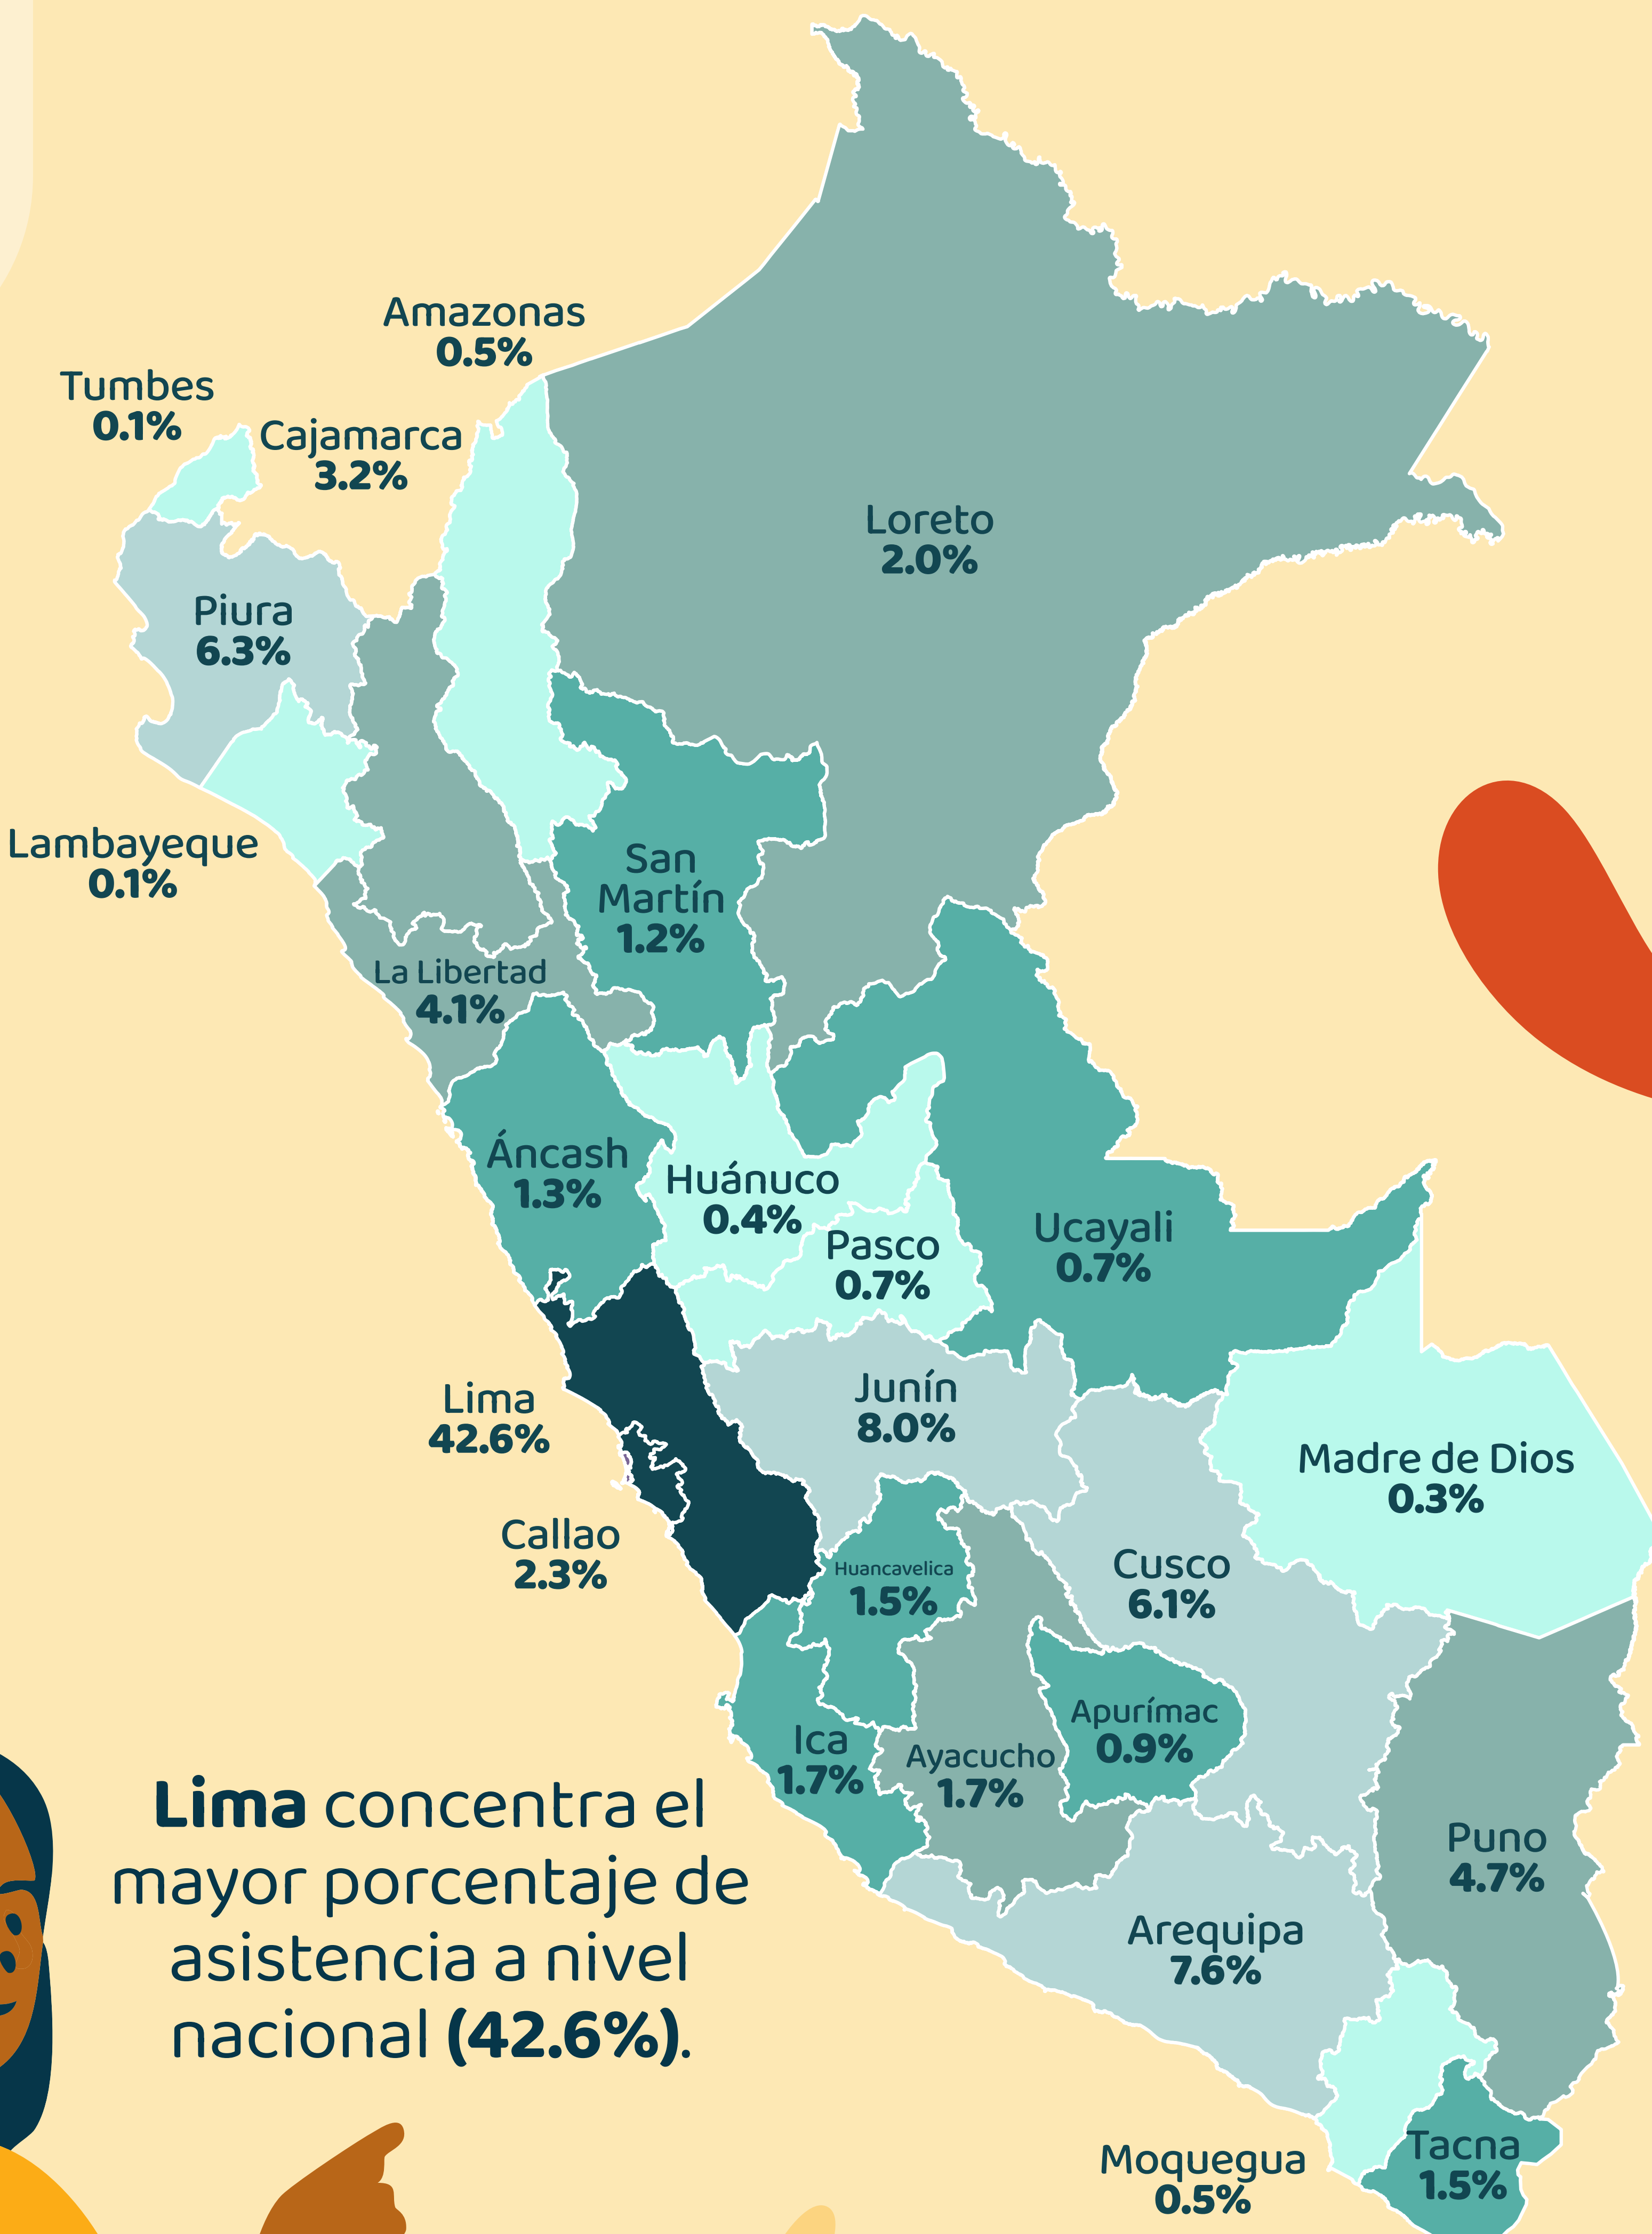 Amazonas
0.5%
Tumbes
0.1%
Cajamarca
3.2%
Loreto
2.0%
Piura
6.3%
Lambayeque
0.1%
San
Martín
1.2%
La Libertad
4.1%
Áncash
1.3%
Huánuco
0.4%
Pasco
0.7%
Ucayali
0.7%
Lima
42.6%
Junín
8.0%
Madre de Dios
0.3%
Callao
2.3%
Huancavelica
1.5%
Cusco
6.1%
Apurímac
0.9%
Ica
1.7%
Ayacucho
1.7%
Puno
4.7%
Arequipa
7.6%
Moquegua
0.5%
Tacna
1.5%
Lima concentra el
mayor porcentaje de
asistencia a nivel
nacional (42.6%).